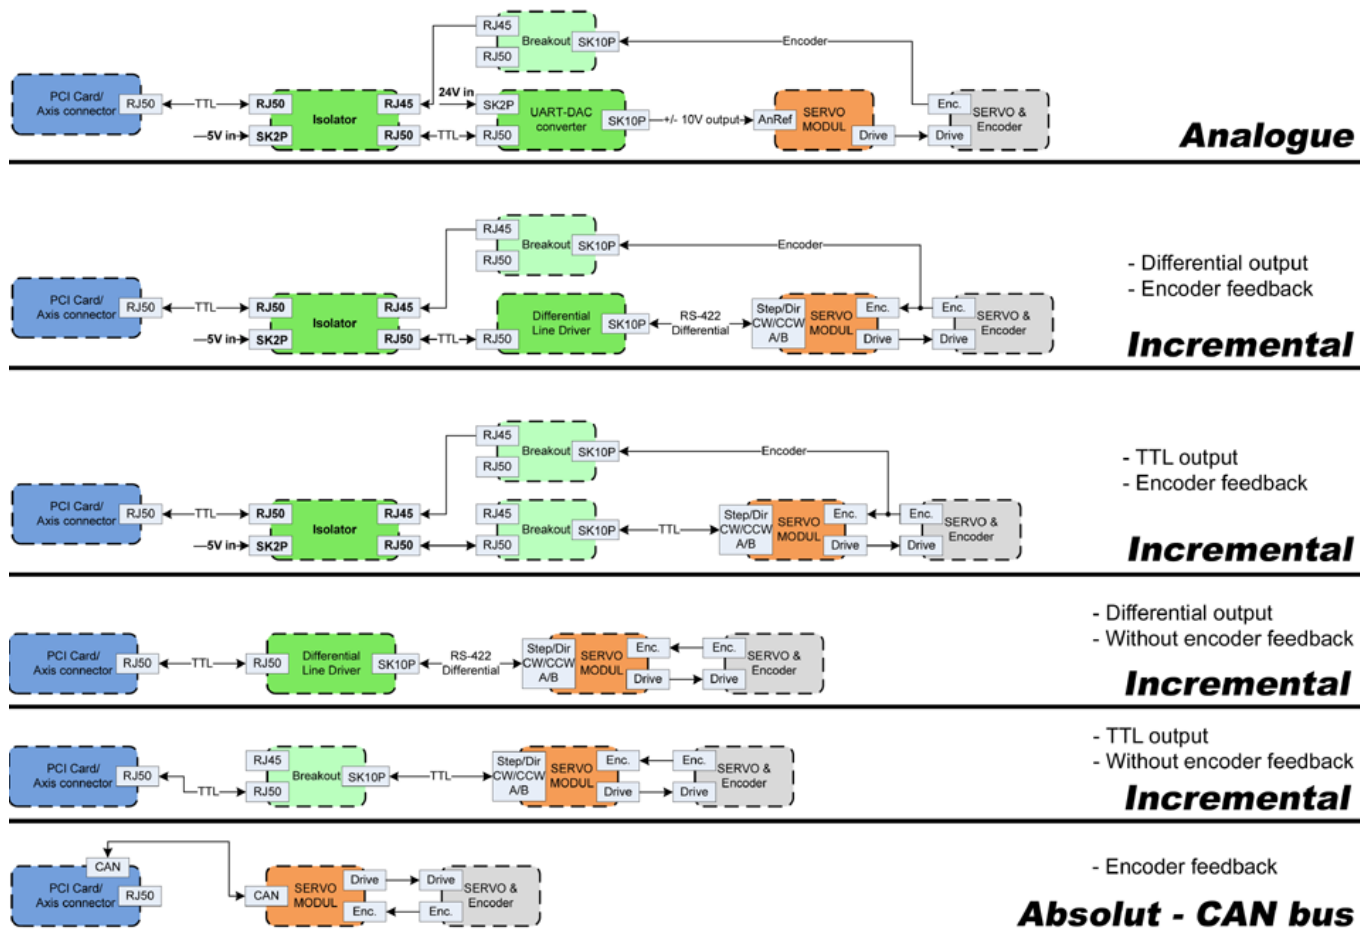 RJ45
Breakout
SK10P
Encoder
RJ50
PCI Card/
Axis connector
RJ50
TTL
RJ50
Isolator
RJ45
24V in
SK2P
UART-DAC
converter
SK10P
+/- 10V output
AnRef
SERVO
MODUL
Enc.
SERVO &
Encoder
5V in
SK2P
RJ50
TTL
RJ50
Drive
Drive
Analogue
RJ45
Breakout
SK10P
Encoder
RJ50
- Differential output
- Encoder feedback
PCI Card/
Axis connector
RJ50
TTL
RJ50
Isolator
RJ45
Differential
Line Driver
SK10P
RS-422
Differential
Step/Dir
CW/CCW
A/B
SERVO
MODUL
Enc.
Enc.
SERVO &
Encoder
5V in
SK2P
RJ50
TTL
RJ50
Drive
Drive
Incremental
RJ45
Breakout
SK10P
Encoder
RJ50
- TTL output
- Encoder feedback
PCI Card/
Axis connector
RJ50
TTL
RJ50
Isolator
RJ45
RJ45
Breakout
SK10P
TTL
Step/Dir
CW/CCW
A/B
SERVO
MODUL
Enc.
Enc.
SERVO &
Encoder
5V in
SK2P
RJ50
RJ50
Drive
Drive
Incremental
- Differential output
- Without encoder feedback
PCI Card/
Axis connector
RJ50
TTL
RJ50
Differential
Line Driver
SK10P
RS-422
Differential
Step/Dir
CW/CCW
A/B
SERVO
MODUL
Enc.
Enc.
SERVO &
Encoder
Drive
Drive
Incremental
- TTL output
- Without encoder feedback
PCI Card/
Axis connector
RJ50
TTL
RJ45
RJ50
Breakout
SK10P
TTL
Step/Dir
CW/CCW
A/B
SERVO
MODUL
Enc.
Enc.
SERVO &
Encoder
Drive
Drive
Incremental
CAN
PCI Card/
Axis connector
RJ50
CAN
SERVO
MODUL
Drive
Drive
SERVO &
Encoder
Enc.
Enc.
- Encoder feedback
Absolut - CAN bus